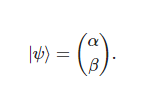 |ψ⟩ = (α
β).